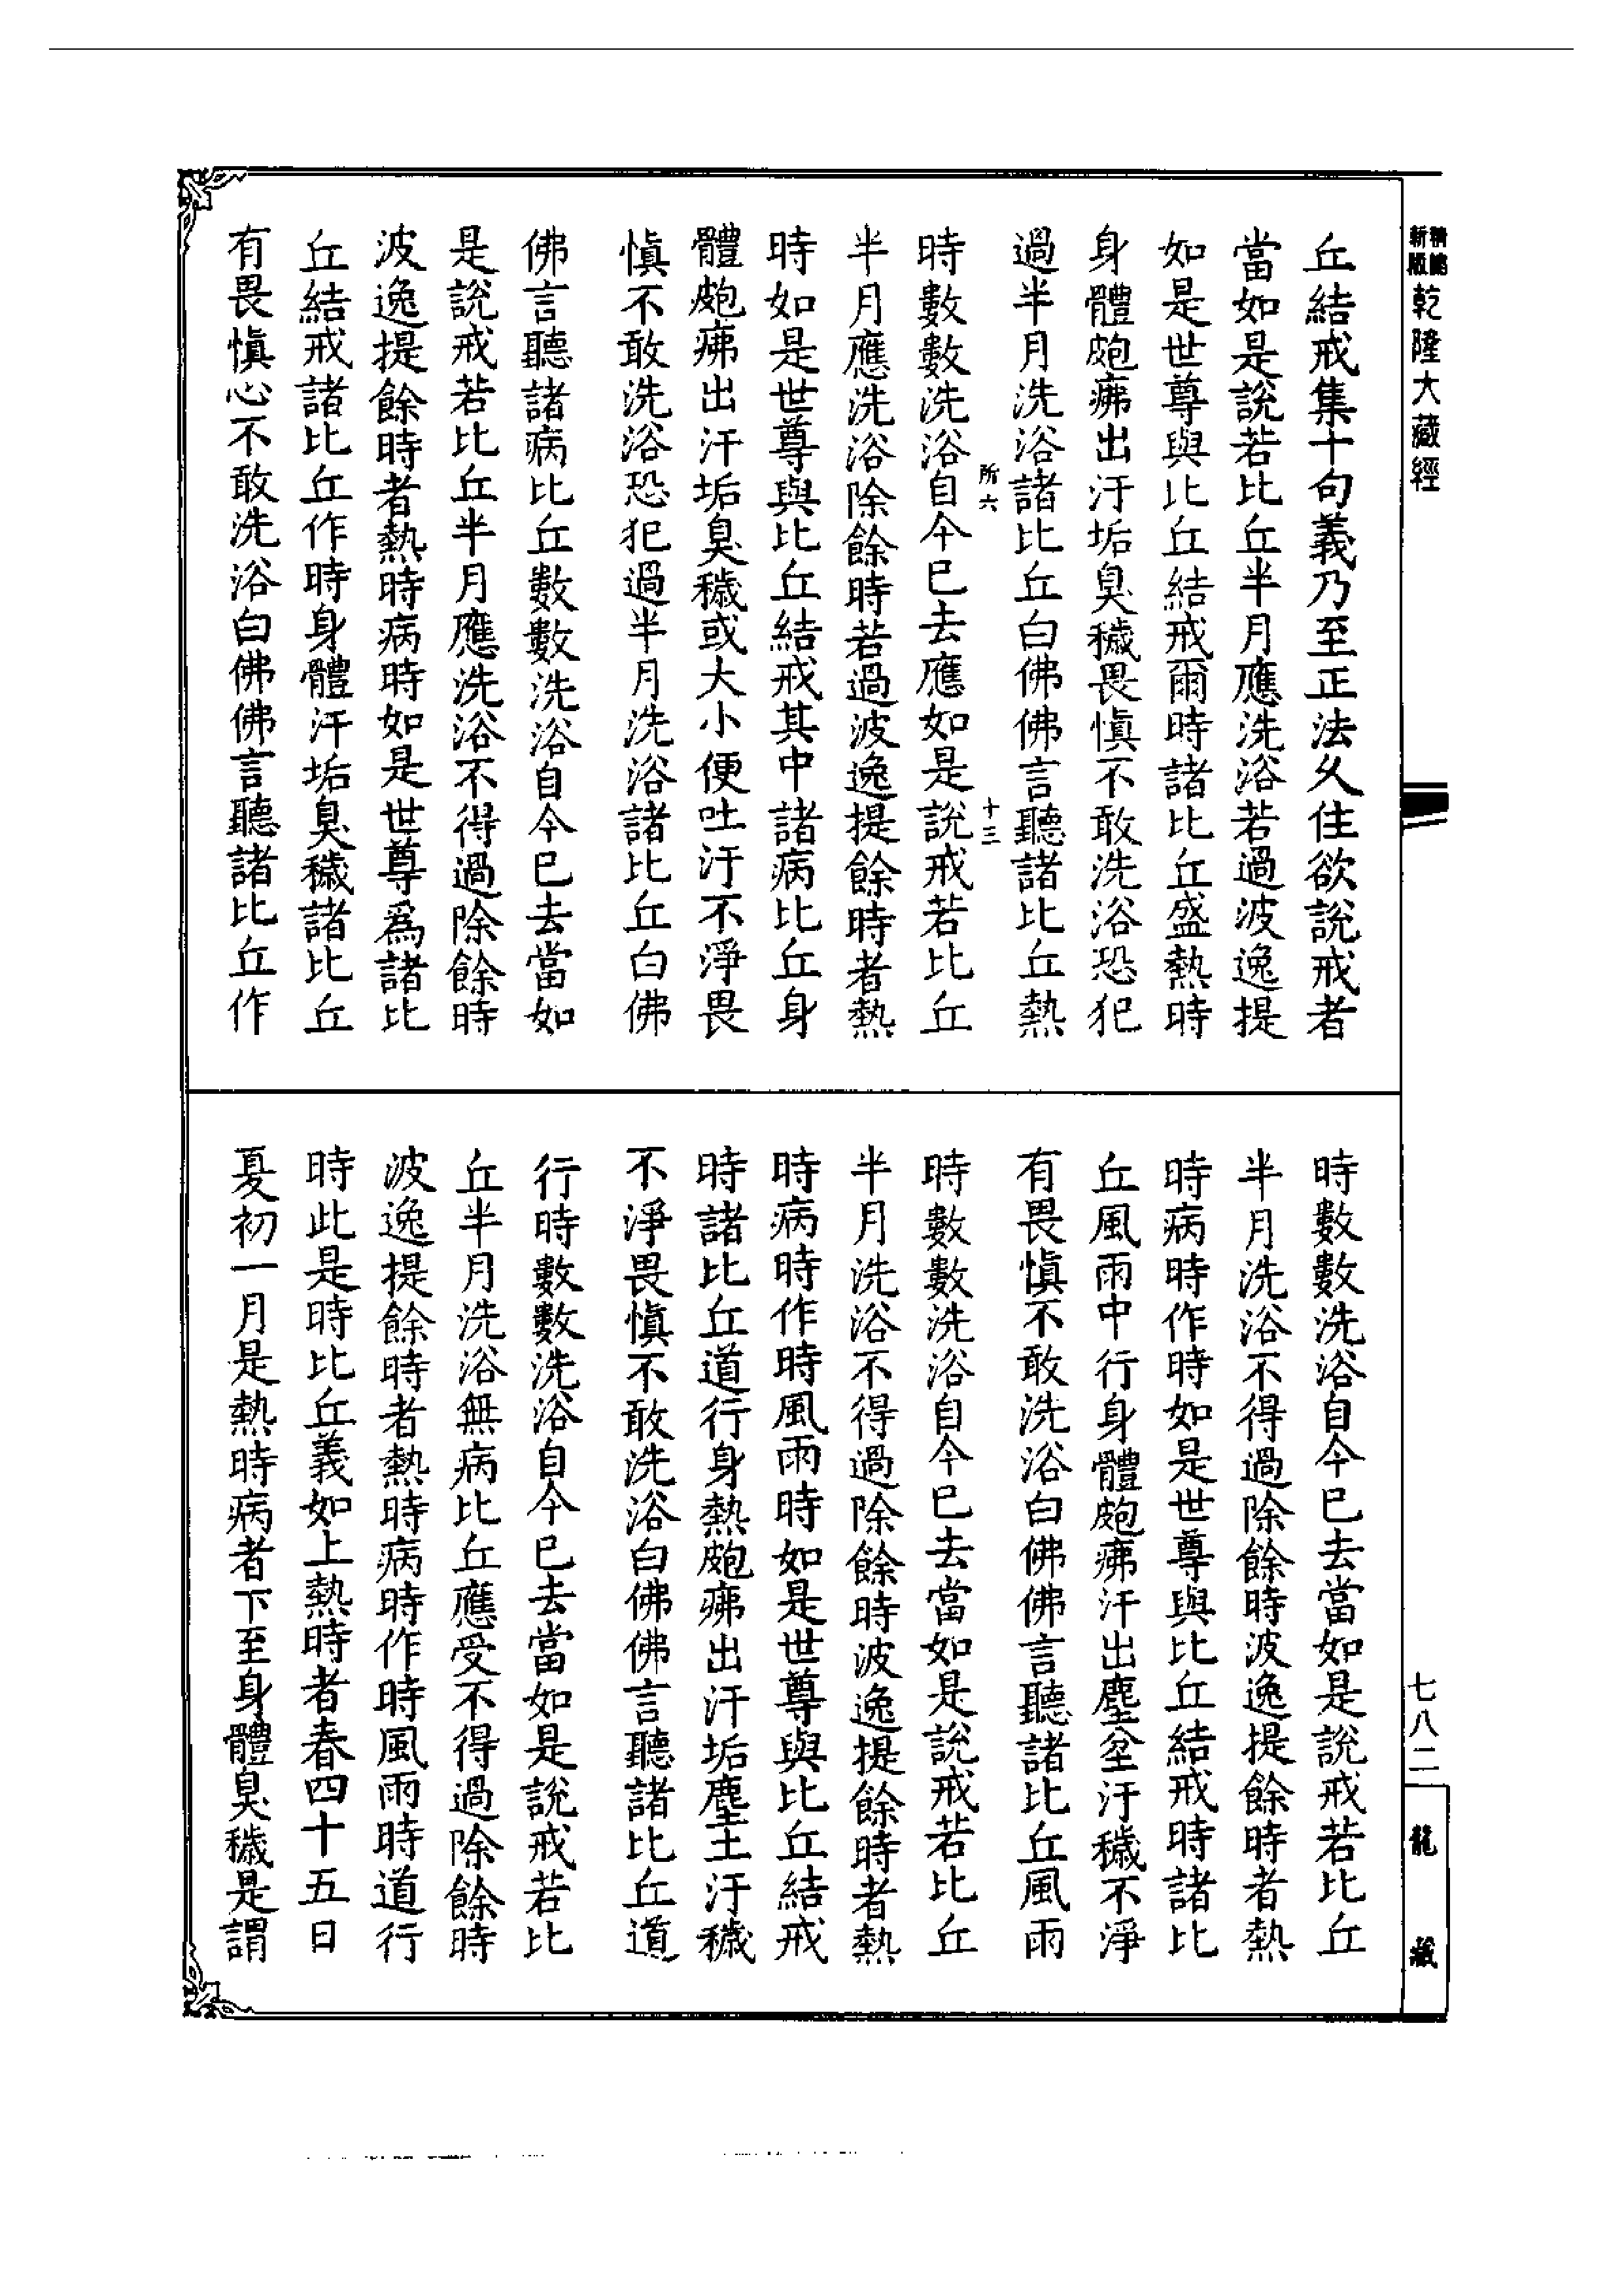 新版
精鵰
乾隆大藏經
丘結戒集十句義乃至正法久住欲說戒者
當如是說若比丘半月應洗浴若過波逸提
如是世尊與比丘結戒爾時諸比丘盛熱時
身體皰疿出汙垢臭穢畏慎不敢洗浴恐犯
過半月洗浴諸比丘白佛佛言聽諸比丘熱
所六
十三
時數數洗浴自今已去應如是說戒若比丘
半月應洗浴除餘時若過波逸提餘時者熱
時如是世尊與比丘結戒其中諸病比丘身
體皰疿出汗垢臭穢或大小便吐汙不淨畏
慎不敢洗浴恐犯過半月洗浴諸比丘白佛
佛言聽諸病比丘數數洗浴自今已去當如
是說戒若比丘半月應洗浴不得過除餘時
波逸提餘時者熱時病時如是世尊為諸比
丘結戒諸比丘作時身體汗垢臭穢諸比丘
有畏慎心不敢洗浴白佛佛言聽諸比丘作
時數數洗浴自今已去當如是說戒若比丘
半月洗浴不得過除餘時波逸提餘時者熱
時病時作時如是世尊與比丘結戒時諸比
丘風雨中行身體皰疿汗出塵坌汙穢不淨
有畏慎不敢洗浴白佛佛言聽諸比丘風雨
時數數洗浴自今已去當如是說戒若比丘
半月洗浴不得過除餘時波逸提餘時者熱
時病時作時風雨時如是世尊與比丘結戒
時諸比丘道行身熱皰疿出汗垢塵土汙穢
不淨畏慎不敢洗浴白佛佛言聽諸比丘道
行時數數洗浴自今已去當如是說戒若比
丘半月洗浴無病比丘應受不得過除餘時
波逸提餘時者熱時病時作時風雨時道行
時此是時比丘義如上熱時者春四十五日
夏初一月是熱時病者下至身體臭穢是謂
七八二
龍藏